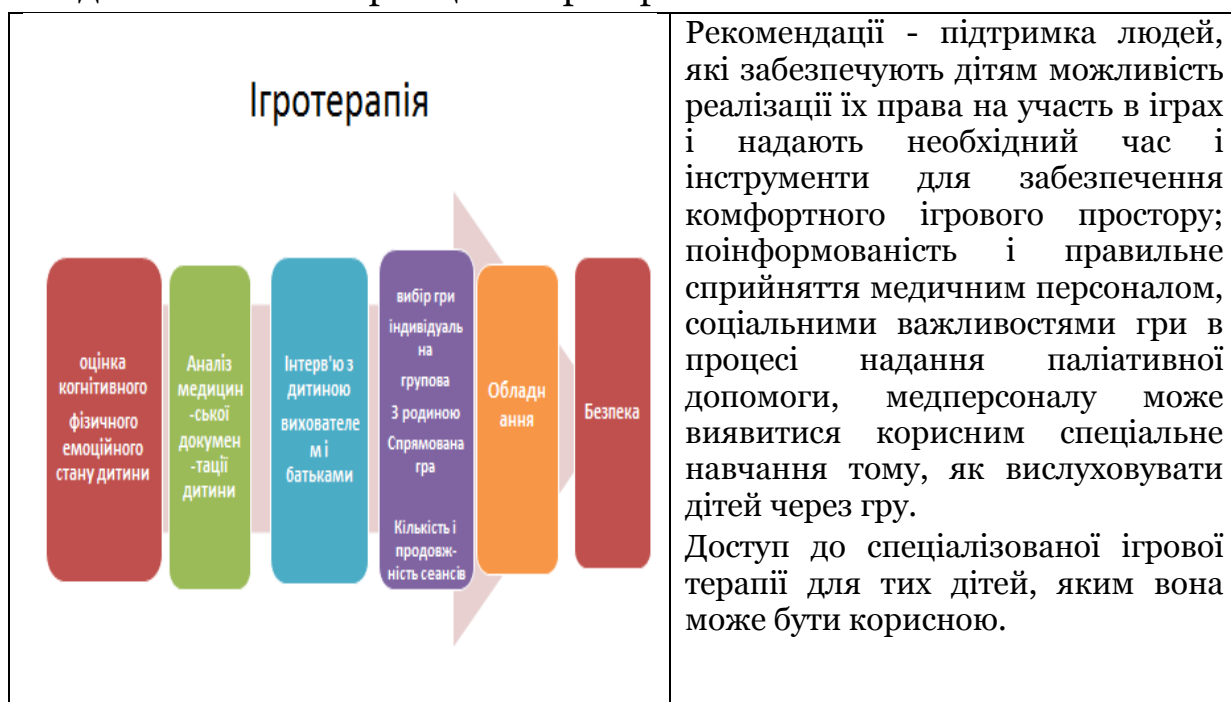 Ігротерапія
оцінка
когнітивного
фізичного
емоційного
стану дитини
Аналіз
медицин
-ської
докумен
-тації
дитини
Інтерв'ю з
дитиною
вихователе
м і
батьками
вибір гри
індивідуаль
на
групова
З родиною
Спрямована
гра
Кількість і
продовж-
ність сеансів
Обладн
ання
Безпека
Рекомендації - підтримка людей,
які забезпечують дітям можливість
реалізації їх права на участь в іграх
і надають необхідний час і
інструменти для забезпечення
комфортного ігрового простору;
поінформованість і правильне
сприйняття медичним персоналом,
соціальними важливостями гри в
процесі надання паліативної
допомоги, медперсоналу може
виявитися корисним спеціальне
навчання тому, як вислуховувати
дітей через гру.
Доступ до спеціалізованої ігрової
терапії для тих дітей, яким вона
може бути корисною.